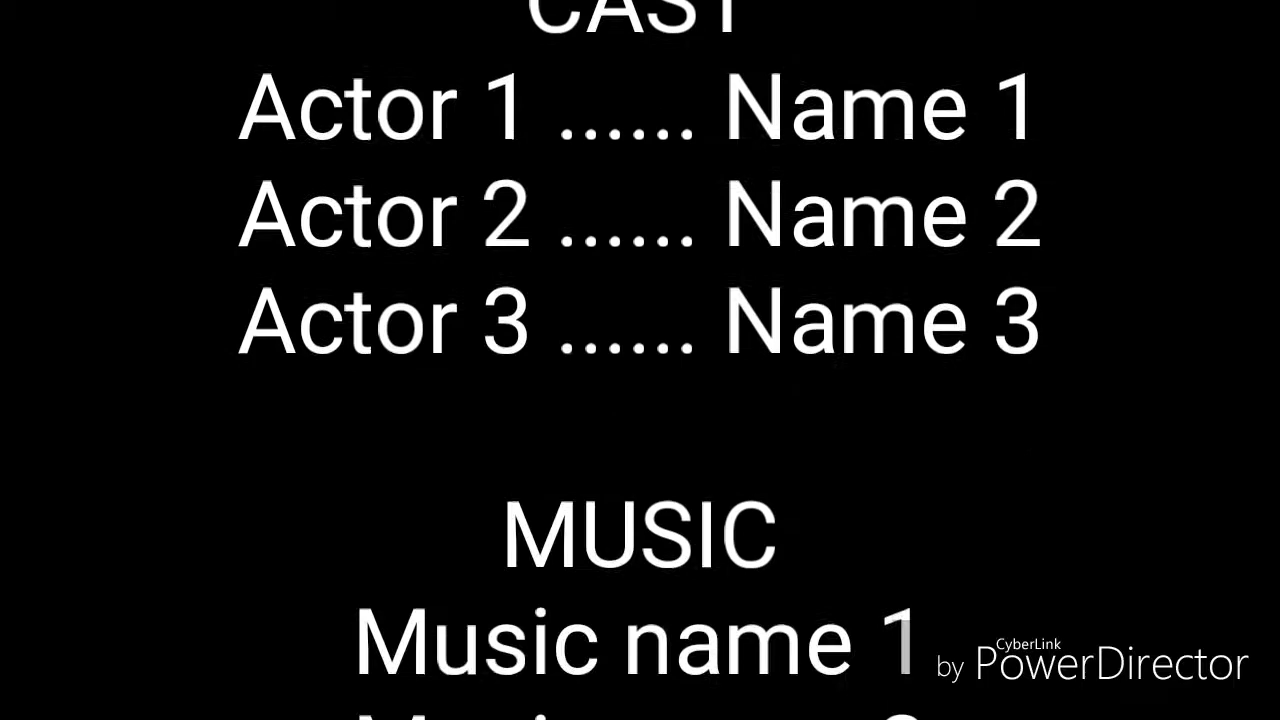 CAST
Actor 1 ...... Name 1
Actor 2 ...... Name 2
Actor 3 ...... Name 3
MUSIC
Music name 1
CyberLink
by PowerDirector